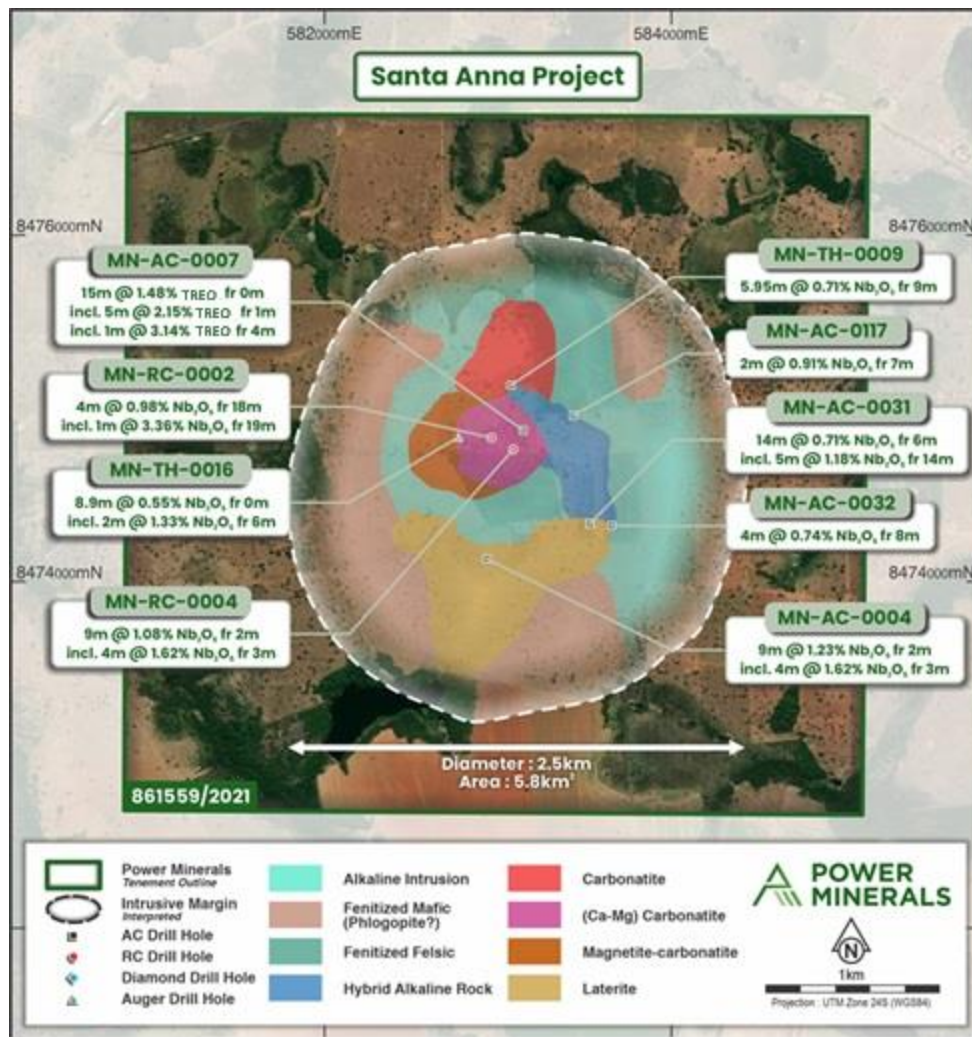 582000mE
584000mE
Santa Anna Project
8476000mN
8476000mN
MN-AC-0007
15m @ 1.48% TREO fr 0m
incl. 5m @ 2.15% TREO fr 1m
incl. 1m @ 3.14% TREO fr 4m
MN-RC-0002
4m @ 0.98% Nb₂O₅ fr 18m
incl. 1m @ 3.36% Nb₂O₅ fr 19m
MN-TH-0016
8.9m @ 0.55% Nb₂O₅ fr 0m
incl. 2m @ 1.33% Nb₂O₅ fr 6m
8474000mN
MN-RC-0004
9m @ 1.08% Nb₂O₅ fr 2m
incl. 4m @ 1.62% Nb₂O₅ fr 3m
MN-TH-0009
5.95m @ 0.71% Nb₂O₅ fr 9m
MN-AC-0117
2m @ 0.91% Nb₂O₅ fr 7m
MN-AC-0031
14m @ 0.71% Nb₂O₅ fr 6m
incl. 5m @ 1.18% Nb₂O₅ fr 14m
MN-AC-0032
4m @ 0.74% Nb₂O₅ fr 8m
8474000mN
MN-AC-0004
9m @ 1.23% Nb₂O₅ fr 2m
incl. 4m @ 1.62% Nb₂O₅ fr 3m
Diameter : 2.5km
Area : 5.8km²
861559/2021
Power Minerals
Tenement Outline
Intrusive Margin
Interpreted
AC Drill Hole
RC Drill Hole
Diamond Drill Hole
Auger Drill Hole
Alkaline Intrusion
Fenitized Mafic
(Phlogopite?)
Fenitized Felsic
Hybrid Alkaline Rock
Carbonatite
(Ca-Mg) Carbonatite
Magnetite-carbonatite
Laterite
POWER
MINERALS
N
1km
Projection : UTM Zone 24S (WGS84)